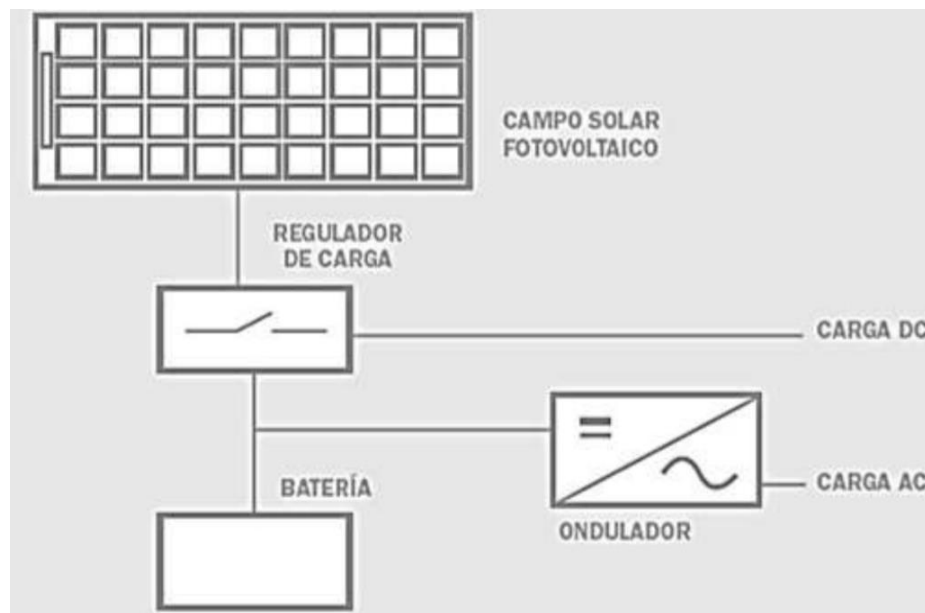 CAMPO SOLAR
FOTOVOLTAICO
REGULADOR
DE CARGA
CARGA DC
BATERÍA
CARGA AC
ONDULADOR